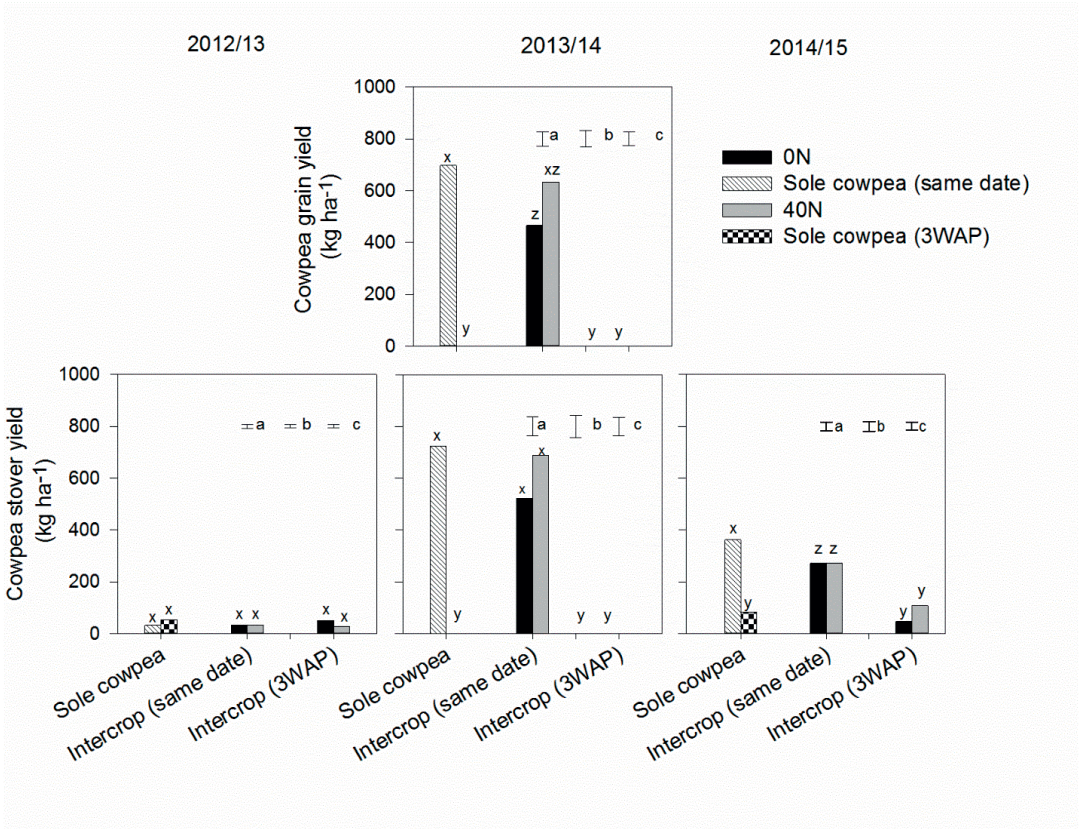 2012/13
2013/14
2014/15
Cowpea grain yield
(kg ha-1)
1000
800
600
400
200
0
x
y
z
xz
y
y
a
b
c
0N
Sole cowpea (same date)
40N
Sole cowpea (3WAP)
Cowpea stover yield
(kg ha-1)
1000
800
600
400
200
0
a
b
c
x
x
x
x
x
x
a
b
c
x
y
x
x
y
y
a
b
c
x
y
z
z
y
y
Sole cowpea
Intercrop (same date)
Intercrop (3WAP)
Sole cowpea
Intercrop (same date)
Intercrop (3WAP)
Sole cowpea
Intercrop (same date)
Intercrop (3WAP)